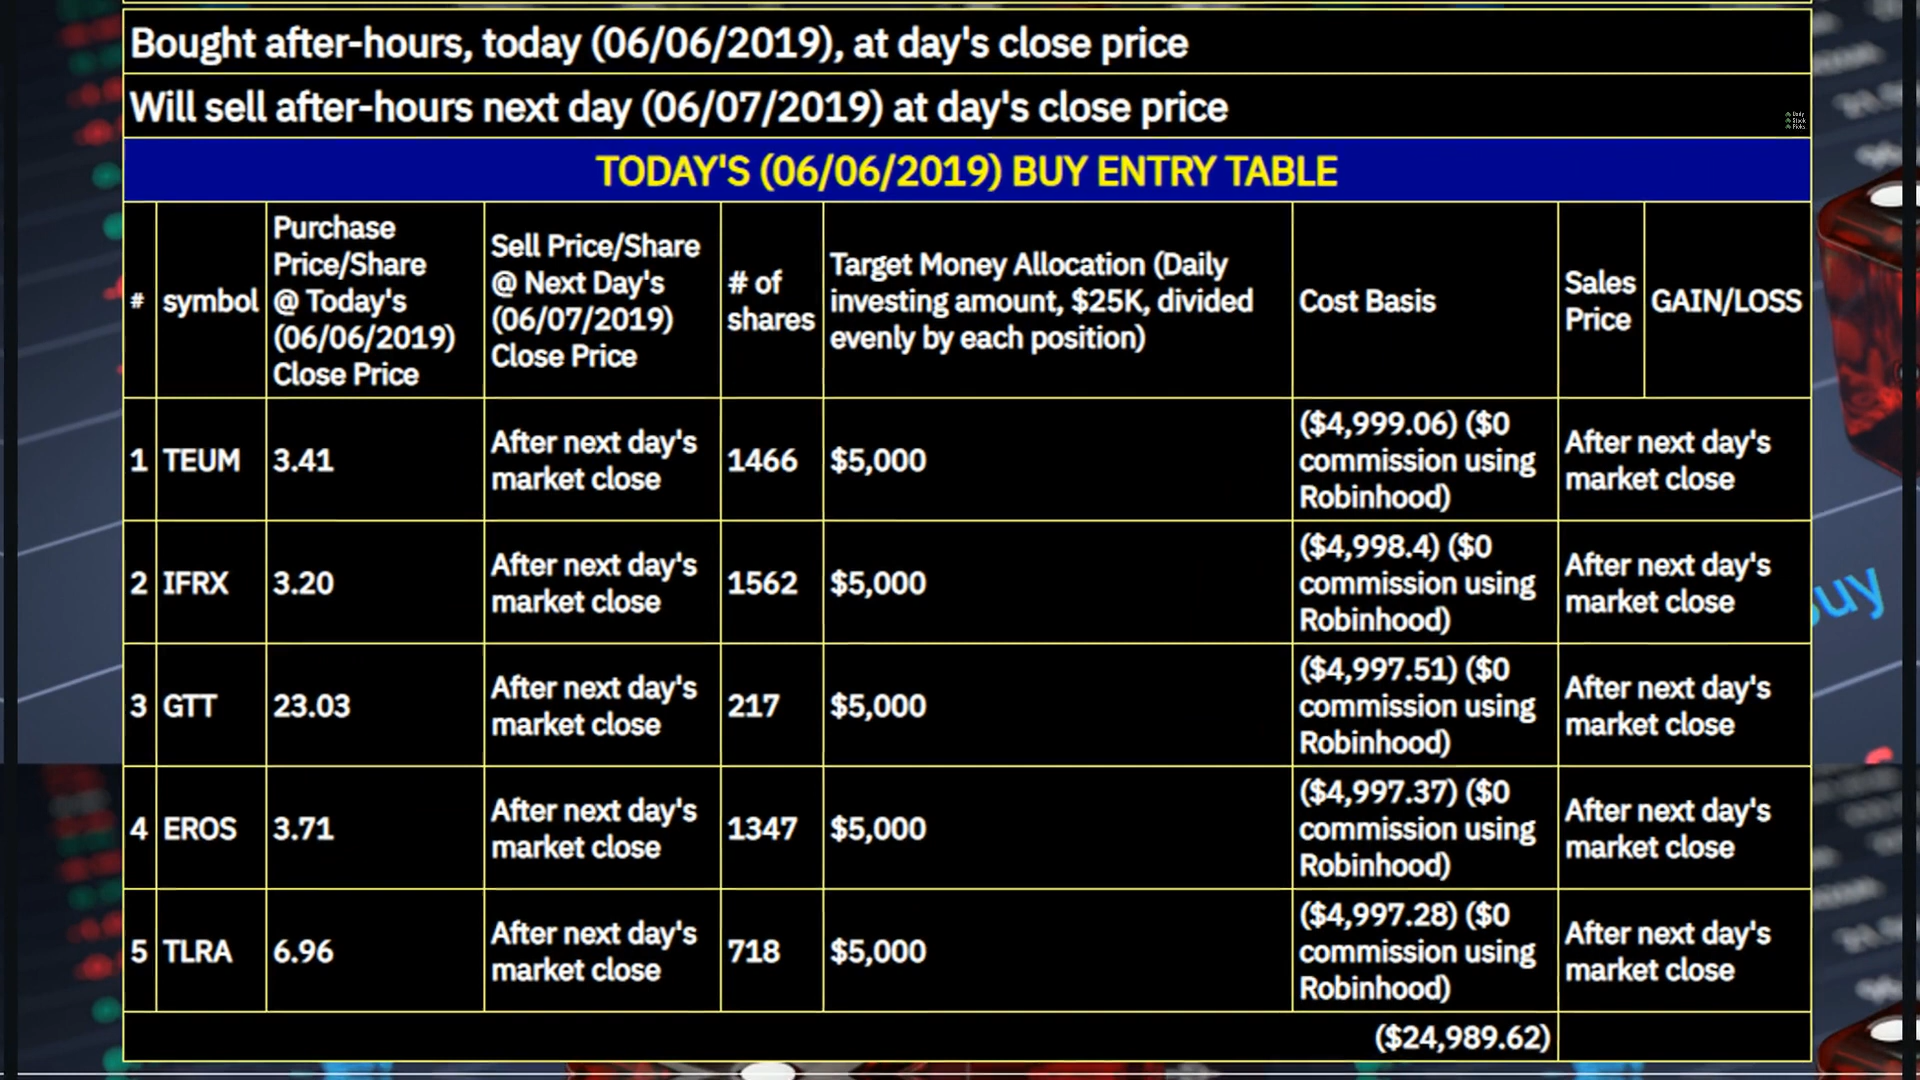 Bought after-hours, today (06/06/2019), at day's close price
Will sell after-hours next day (06/07/2019) at day's close price
Daily
Stock
Picks
TODAY'S (06/06/2019) BUY ENTRY TABLE
#
symbol
Purchase
Price/Share
@ Today's
(06/06/2019)
Close Price
Sell Price/Share
@ Next Day's
(06/07/2019)
Close Price
# of
shares
Target Money Allocation (Daily
investing amount, $25K, divided
evenly by each position)
Cost Basis
Sales
Price
GAIN/LOSS
1
TEUM
3.41
After next day's
market close
1466
$5,000
($4,999.06) ($0
commission using
Robinhood)
After next day's
market close
2
IFRX
3.20
After next day's
market close
1562
$5,000
($4,998.4) ($0
commission using
Robinhood)
After next day's
market close
3
GTT
23.03
After next day's
market close
217
$5,000
($4,997.51) ($0
commission using
Robinhood)
After next day's
market close
4
EROS
3.71
After next day's
market close
1347
$5,000
($4,997.37) ($0
commission using
Robinhood)
After next day's
market close
5
TLRA
6.96
After next day's
market close
718
$5,000
($4,997.28) ($0
commission using
Robinhood)
After next day's
market close
($24,989.62)